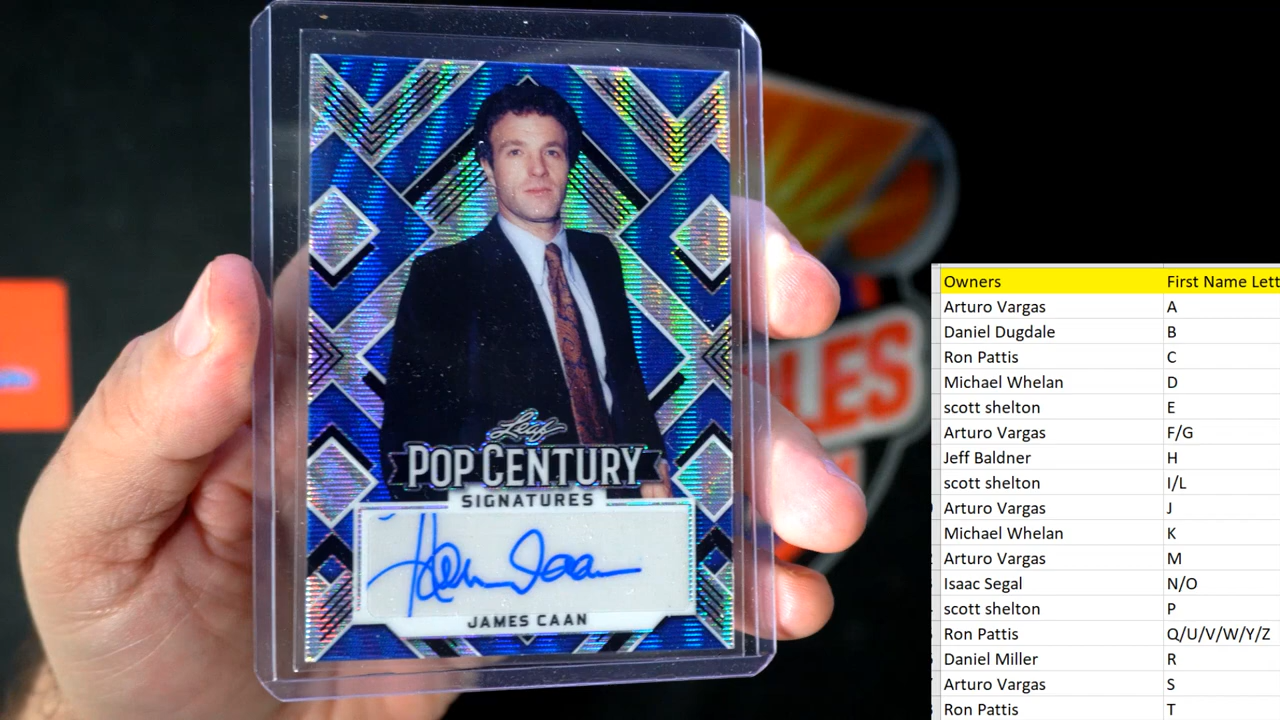 Leaf
POP CENTURY
SIGNATURES
JAMES CAAN
LES
Owners First Name Lett
Arturo Vargas A
Daniel Dugdale B
Ron Pattis C
Michael Whelan D
scott shelton E
Arturo Vargas F/G
Jeff Baldner H
scott shelton I/L
Arturo Vargas J
Michael Whelan K
Arturo Vargas M
Isaac Segal N/O
scott shelton P
Ron Pattis Q/U/V/W/Y/Z
Daniel Miller R
Arturo Vargas S
Ron Pattis T